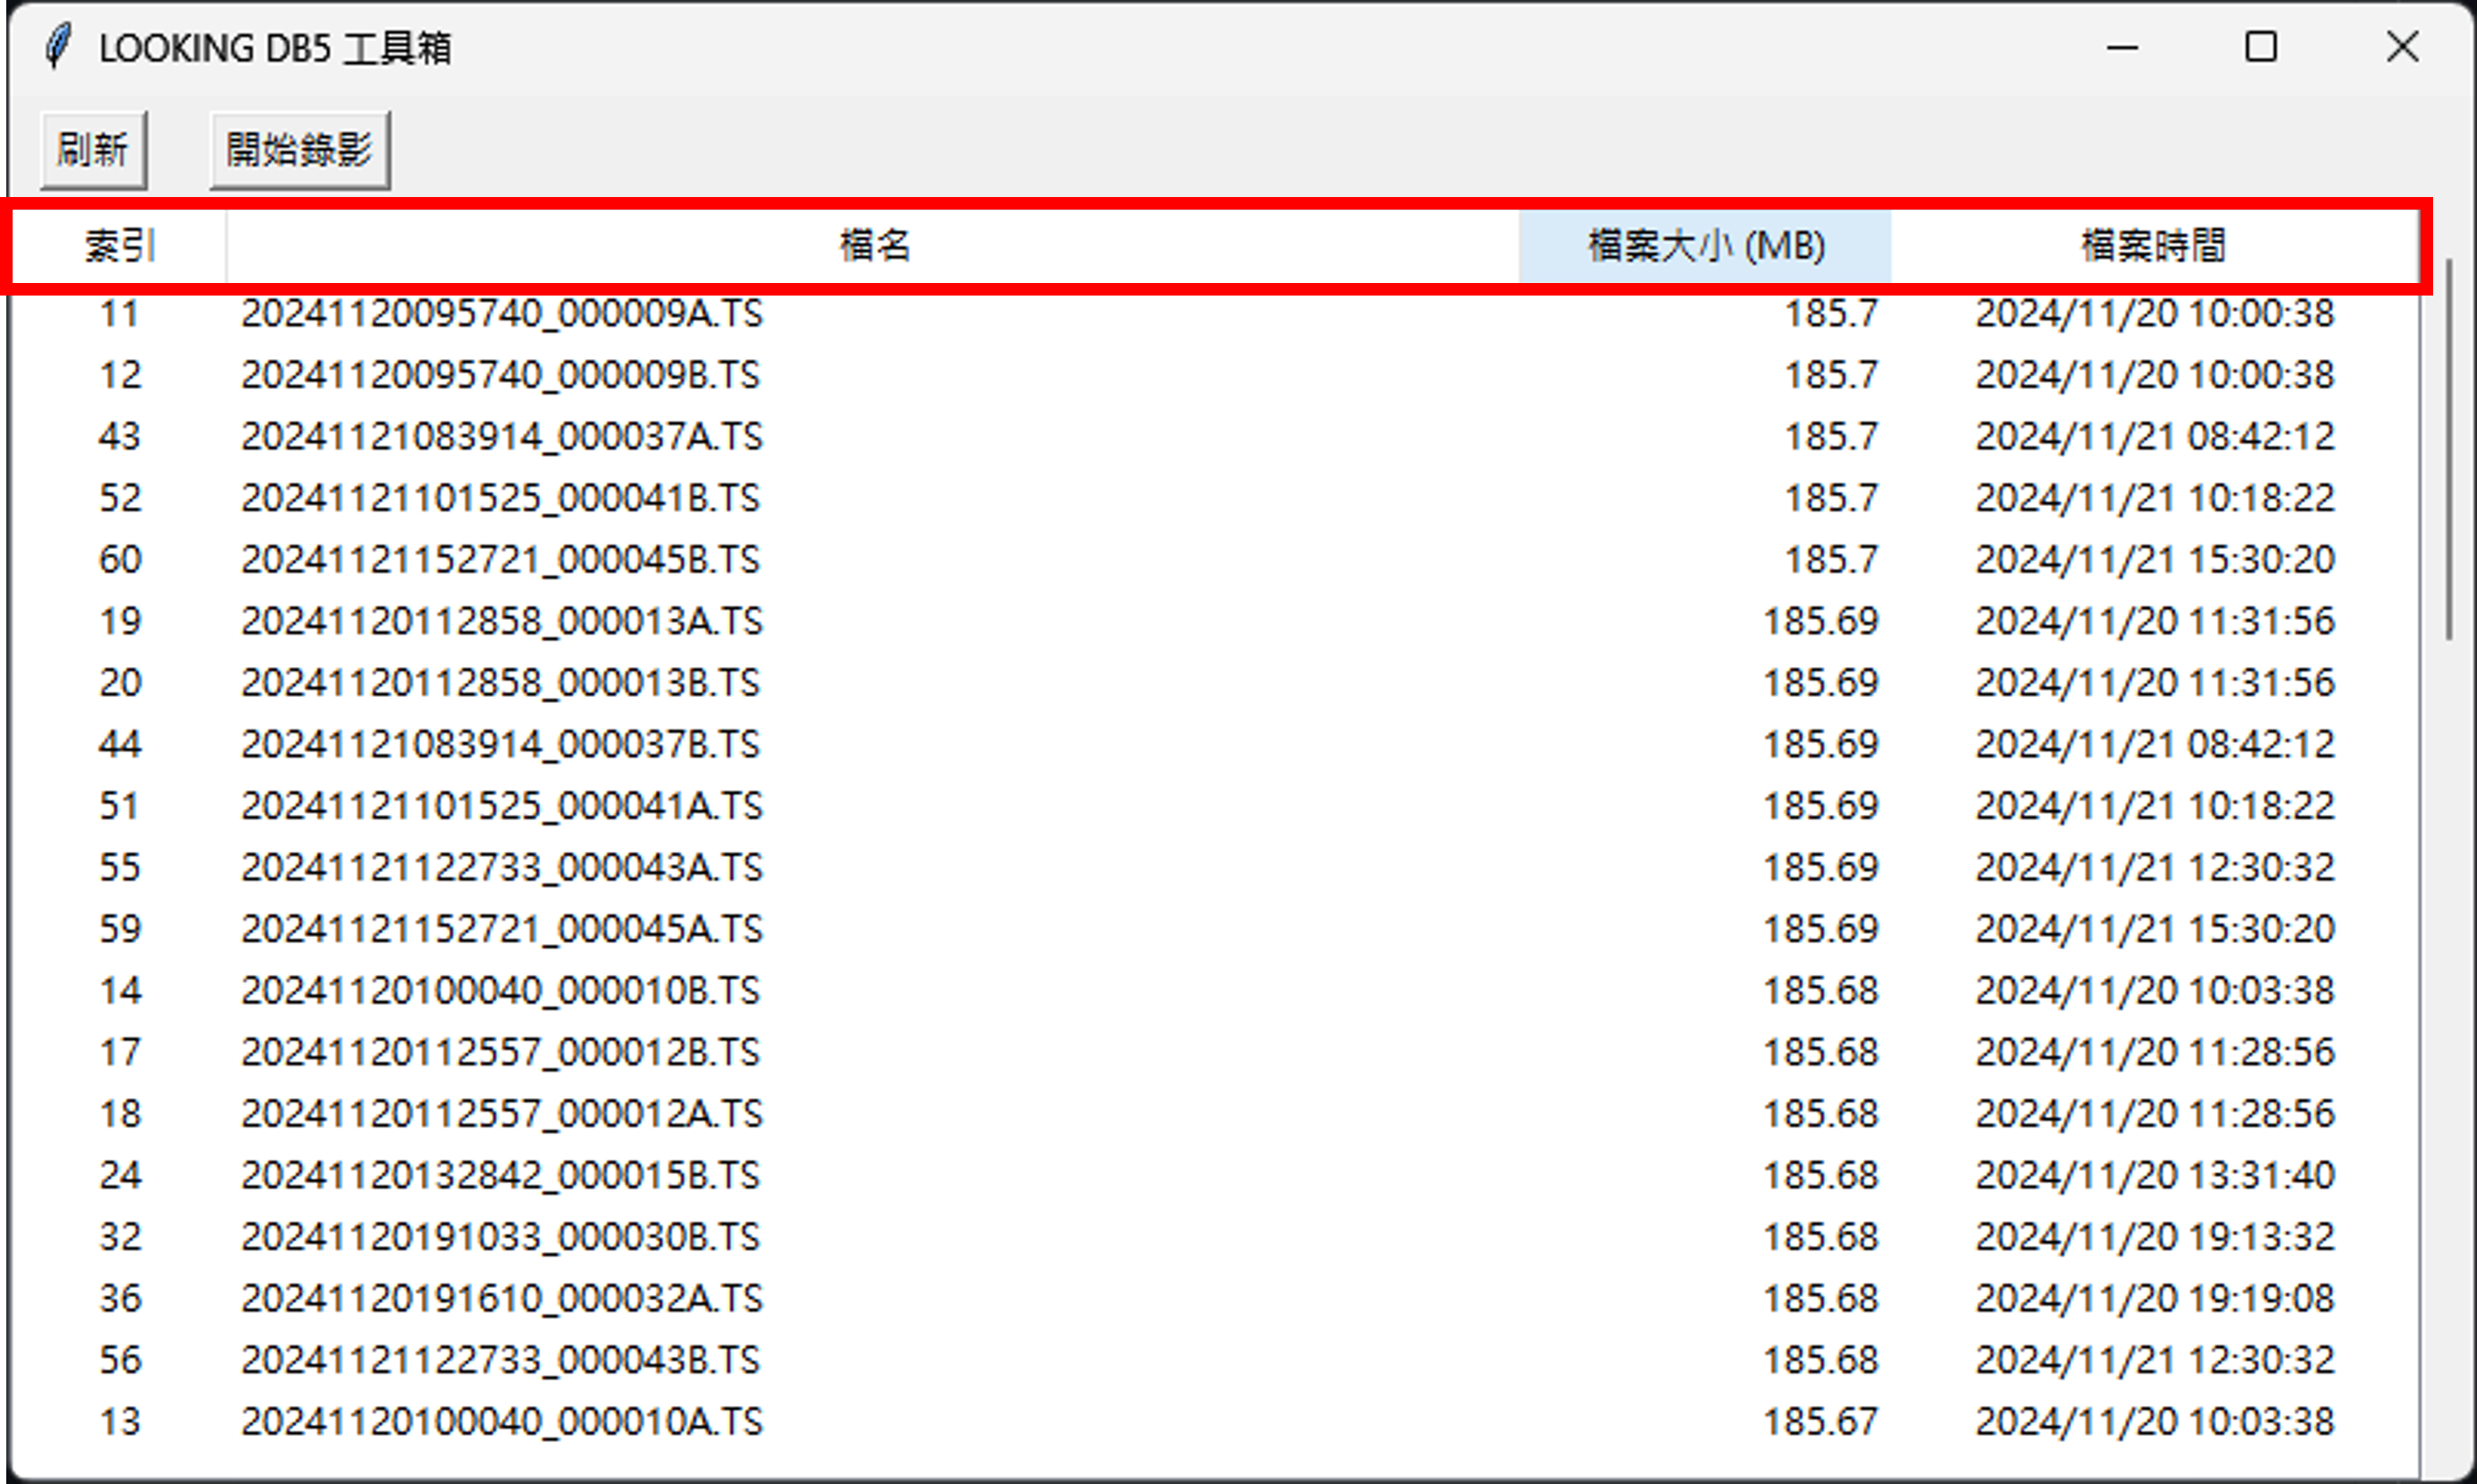 LOOKING DB5 工具箱
刷新 開始錄影
索引 檔名 檔案大小 (MB) 檔案時間
11 20241120095740_000009A.TS 185.7 2024/11/20 10:00:38
12 20241120095740_000009B.TS 185.7 2024/11/20 10:00:38
43 20241121083914_000037A.TS 185.7 2024/11/21 08:42:12
52 20241121101525_000041B.TS 185.7 2024/11/21 10:18:22
60 20241121152721_000045B.TS 185.7 2024/11/21 15:30:20
19 20241120112858_000013A.TS 185.69 2024/11/20 11:31:56
20 20241120112858_000013B.TS 185.69 2024/11/20 11:31:56
44 20241121083914_000037B.TS 185.69 2024/11/21 08:42:12
51 20241121101525_000041A.TS 185.69 2024/11/21 10:18:22
55 20241121122733_000043A.TS 185.69 2024/11/21 12:30:32
59 20241121152721_000045A.TS 185.69 2024/11/21 15:30:20
14 20241120100040_000010B.TS 185.68 2024/11/20 10:03:38
17 20241120112557_000012B.TS 185.68 2024/11/20 11:28:56
18 20241120112557_000012A.TS 185.68 2024/11/20 11:28:56
24 20241120132842_000015B.TS 185.68 2024/11/20 13:31:40
32 20241120191033_000030B.TS 185.68 2024/11/20 19:13:32
36 20241120191610_000032A.TS 185.68 2024/11/20 19:19:08
56 20241121122733_000043B.TS 185.68 2024/11/21 12:30:32
13 20241120100040_000010A.TS 185.67 2024/11/20 10:03:38